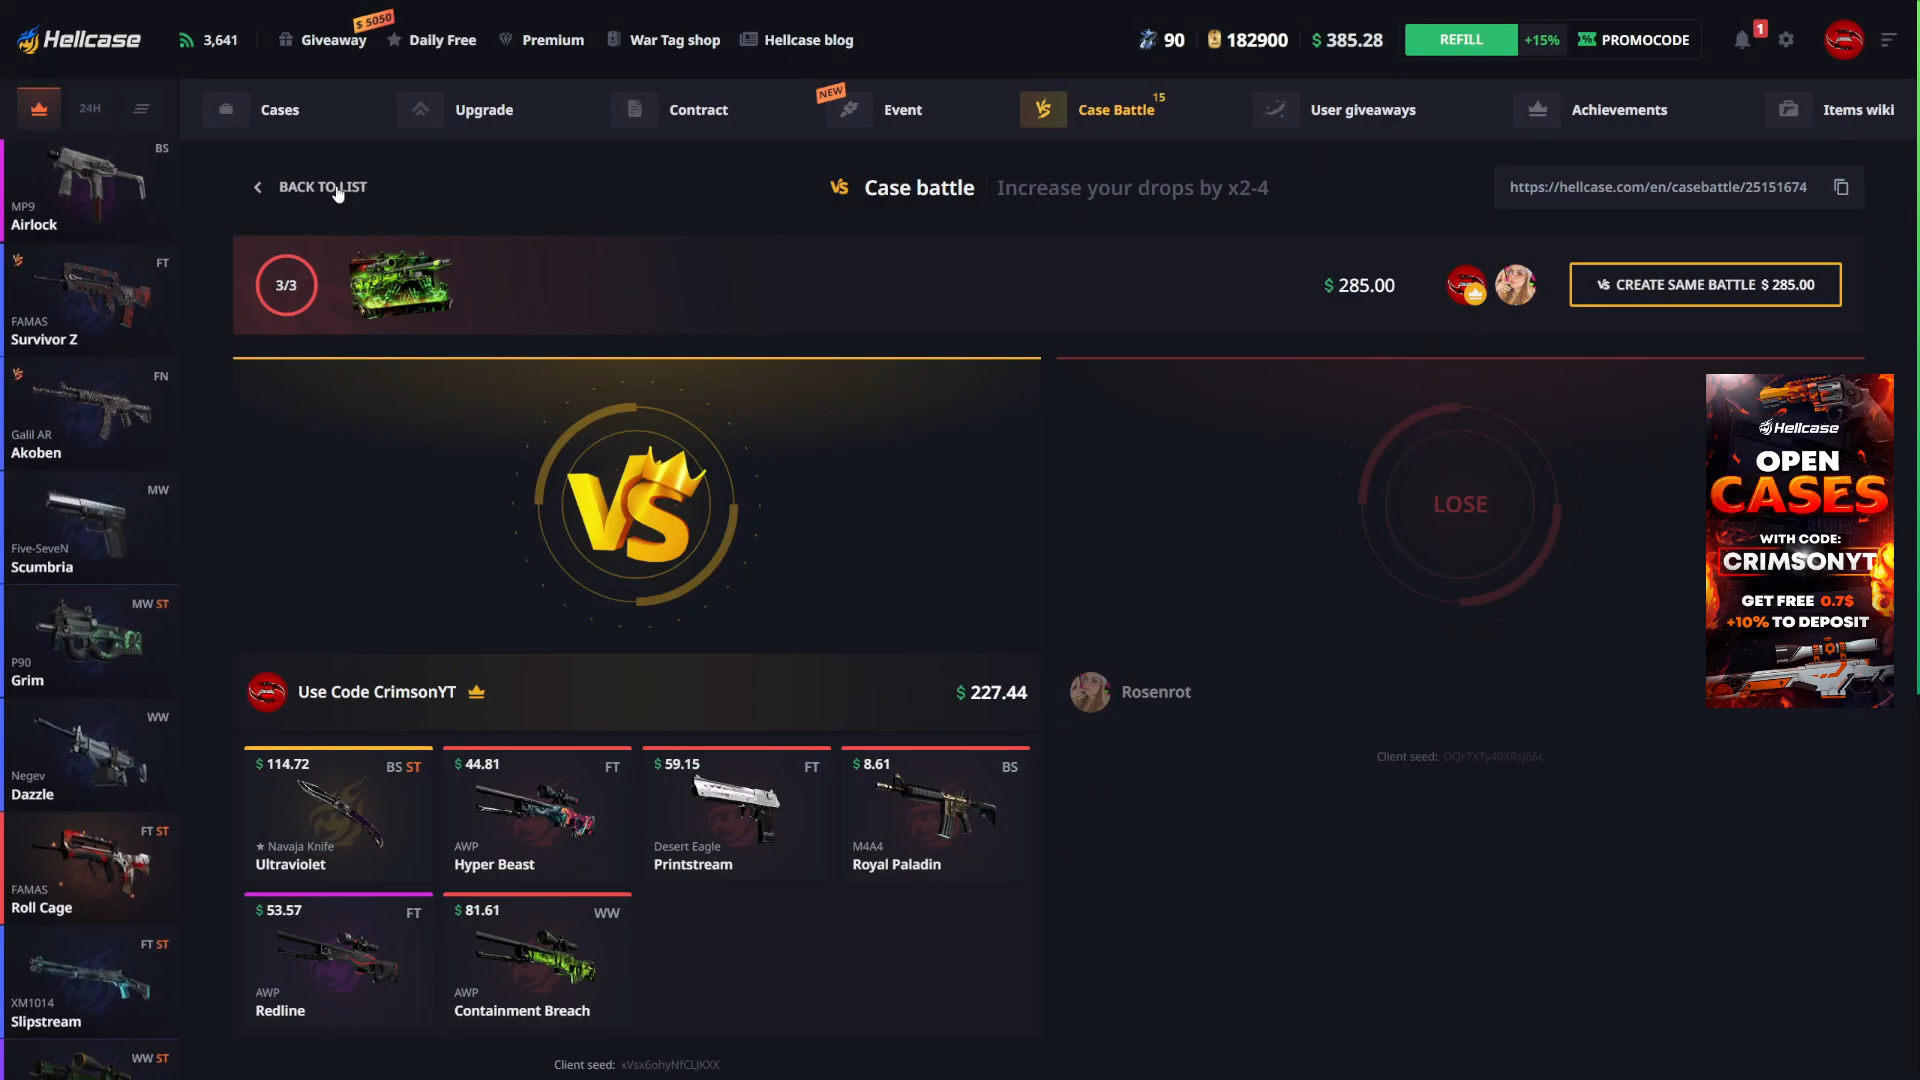 Hellcase
3,641
Giveaway
$ 5050
Daily Free
Premium
War Tag shop
Hellcase blog
90
182900
$ 385.28
REFILL
+15%
% PROMOCODE
1
24H
Cases
Upgrade
Contract
NEW
Event
VS
Case Battle
15
User giveaways
Achievements
Items wiki
BS
MP9
Airlock
VS
FT
FAMAS
Survivor Z
VS
FN
Galil AR
Akoben
MW
Five-SeveN
Scumbria
MW ST
P90
Grim
WW
Negev
Dazzle
FT ST
FAMAS
Roll Cage
FT ST
XM1014
Slipstream
WW ST
BACK TO LIST
VS Case battle
Increase your drops by x2-4
https://hellcase.com/en/casebattle/25151674
3/3
$ 285.00
VS CREATE SAME BATTLE $ 285.00
VS
LOSE
Use Code CrimsonYT
$ 227.44
Rosenrot
$ 114.72
BS ST
★ Navaja Knife
Ultraviolet
$ 44.81
FT
AWP
Hyper Beast
$ 59.15
FT
Desert Eagle
Printstream
$ 8.61
BS
M4A4
Royal Paladin
$ 53.57
FT
AWP
Redline
$ 81.61
WW
AWP
Containment Breach
Client seed: xVsx6ohyNfCLJKXX
Client seed: OQr7XTy40XRsJ66c
Hellcase
OPEN
CASES
WITH CODE:
CRIMSONYT
GET FREE 0.7$
+10% TO DEPOSIT